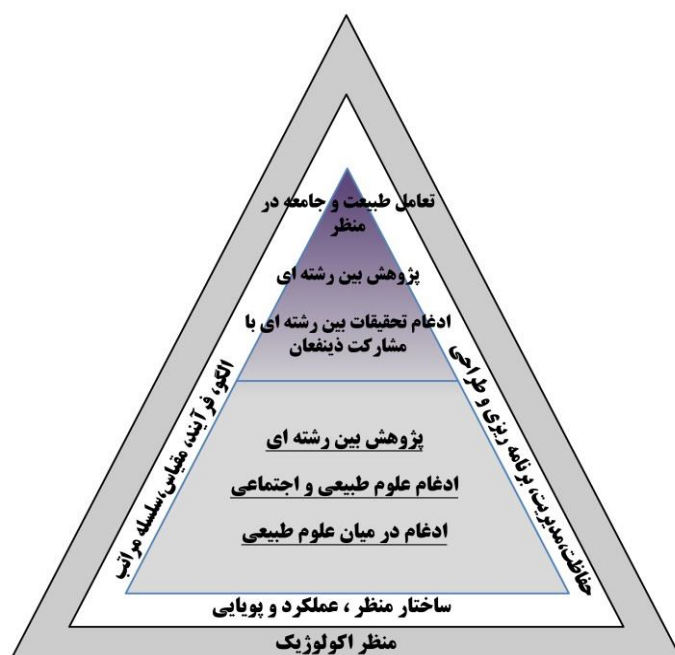 تعامل طبیعت و جامعه در
منظر
پژوهش بین رشته ای
ادغام تحقیقات بین رشته ای با
مشارکت ذینفعان
حفاظت،مدیریت، برنامه ریزی و طراحی
الگو، فرآیند، مقیاس،سلسله مراتب
پژوهش بین رشته ای
ادغام علوم طبیعی و اجتماعی
ادغام در میان علوم طبیعی
ساختار منظر ، عملکرد و پویایی
منظر اکولوژیک